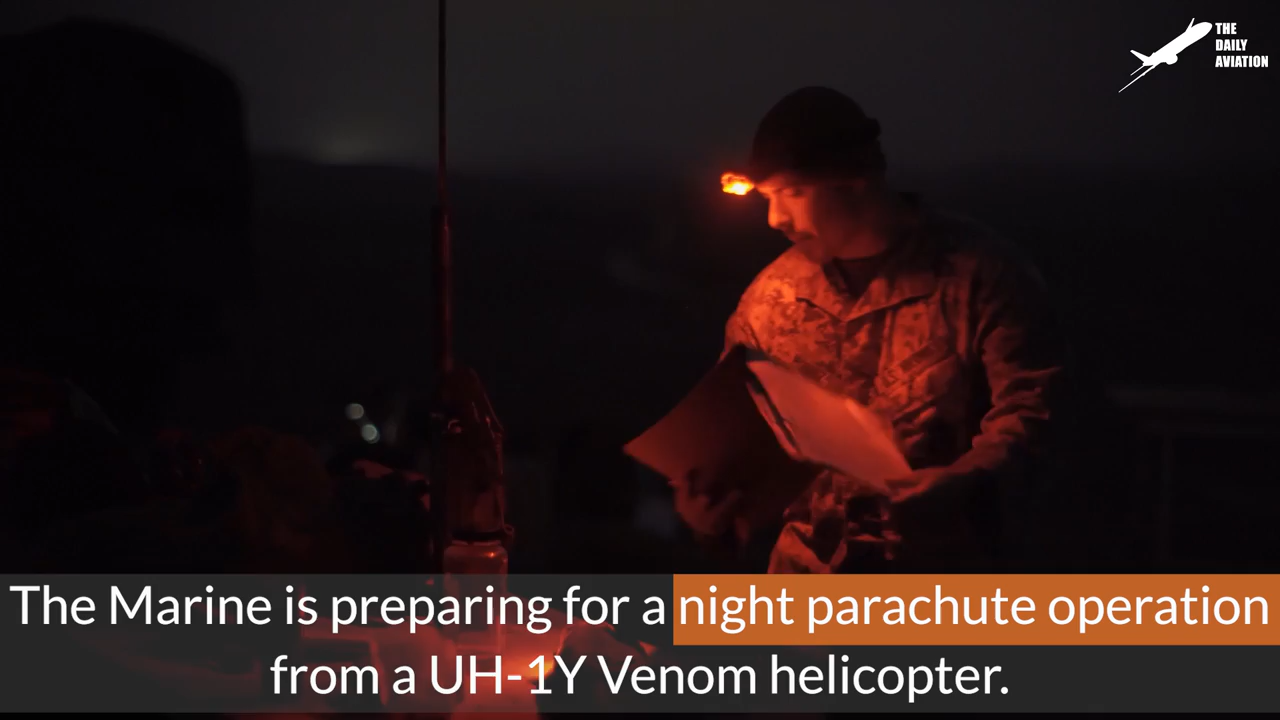 THE
DAILY
AVIATION
The Marine is preparing for a night parachute operation
from a UH-1Y Venom helicopter.